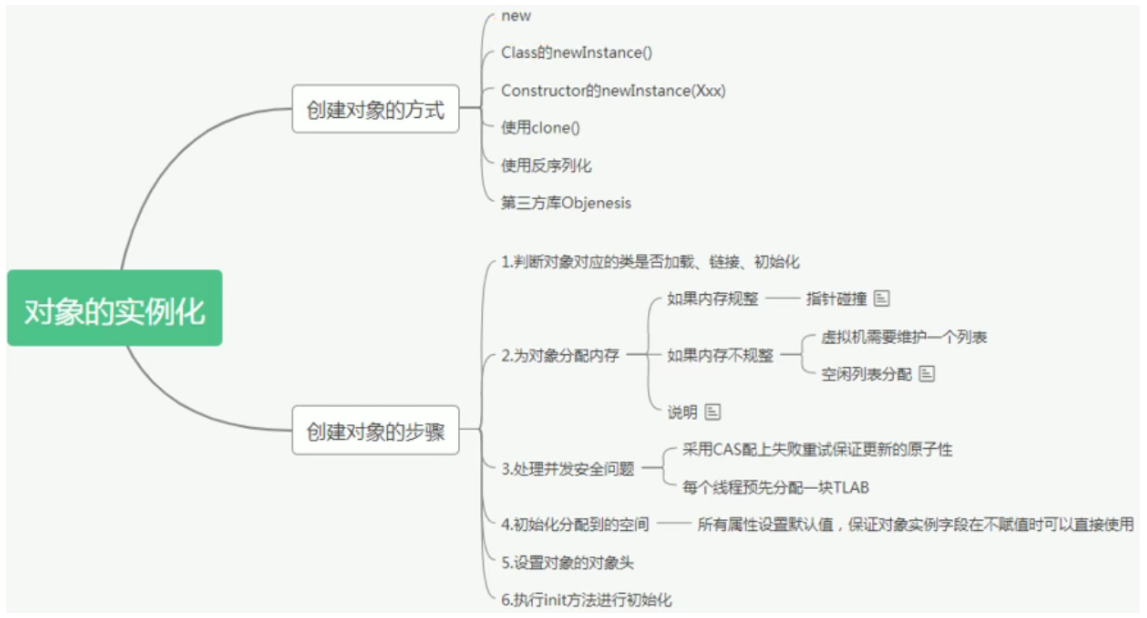 new
Class的newInstance()
Constructor的newInstance(Xxx)
创建对象的方式
使用clone()
使用反序列化
第三方库Objenesis
对象的实例化
1.判断对象对应的类是否加载、链接、初始化
如果内存规整
指针碰撞
2.为对象分配内存
如果内存不规整
虚拟机需要维护一个列表
空闲列表分配
说明
创建对象的步骤
3.处理并发安全问题
采用CAS配上失败重试保证更新的原子性
每个线程预先分配一块TLAB
4.初始化分配到的空间
所有属性设置默认值，保证对象实例字段在不赋值时可以直接使用
5.设置对象的对象头
6.执行init方法进行初始化